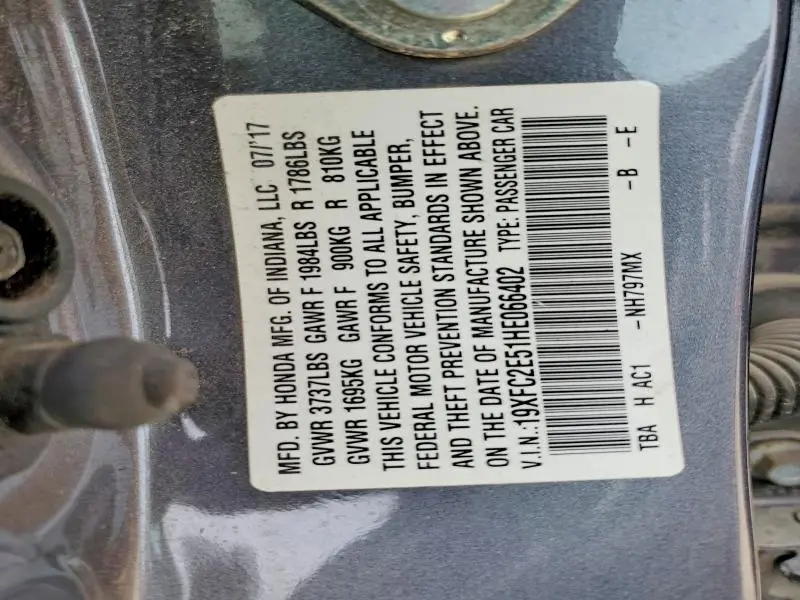 MFD. BY HONDA MFG. OF INDIANA, LLC 07/'17
GVWR 3737LBS GAWR F 1984LBS R 1786LBS
GVWR 1695KG GAWR F 900KG R 810KG
THIS VEHICLE CONFORMS TO ALL APPLICABLE
FEDERAL MOTOR VEHICLE SAFETY, BUMPER,
AND THEFT PREVENTION STANDARDS IN EFFECT
ON THE DATE OF MANUFACTURE SHOWN ABOVE.
V.I.N.:19XFC2E51HE066402 TYPE: PASSENGER CAR
TBA H AC1 -NH797MX -B -E